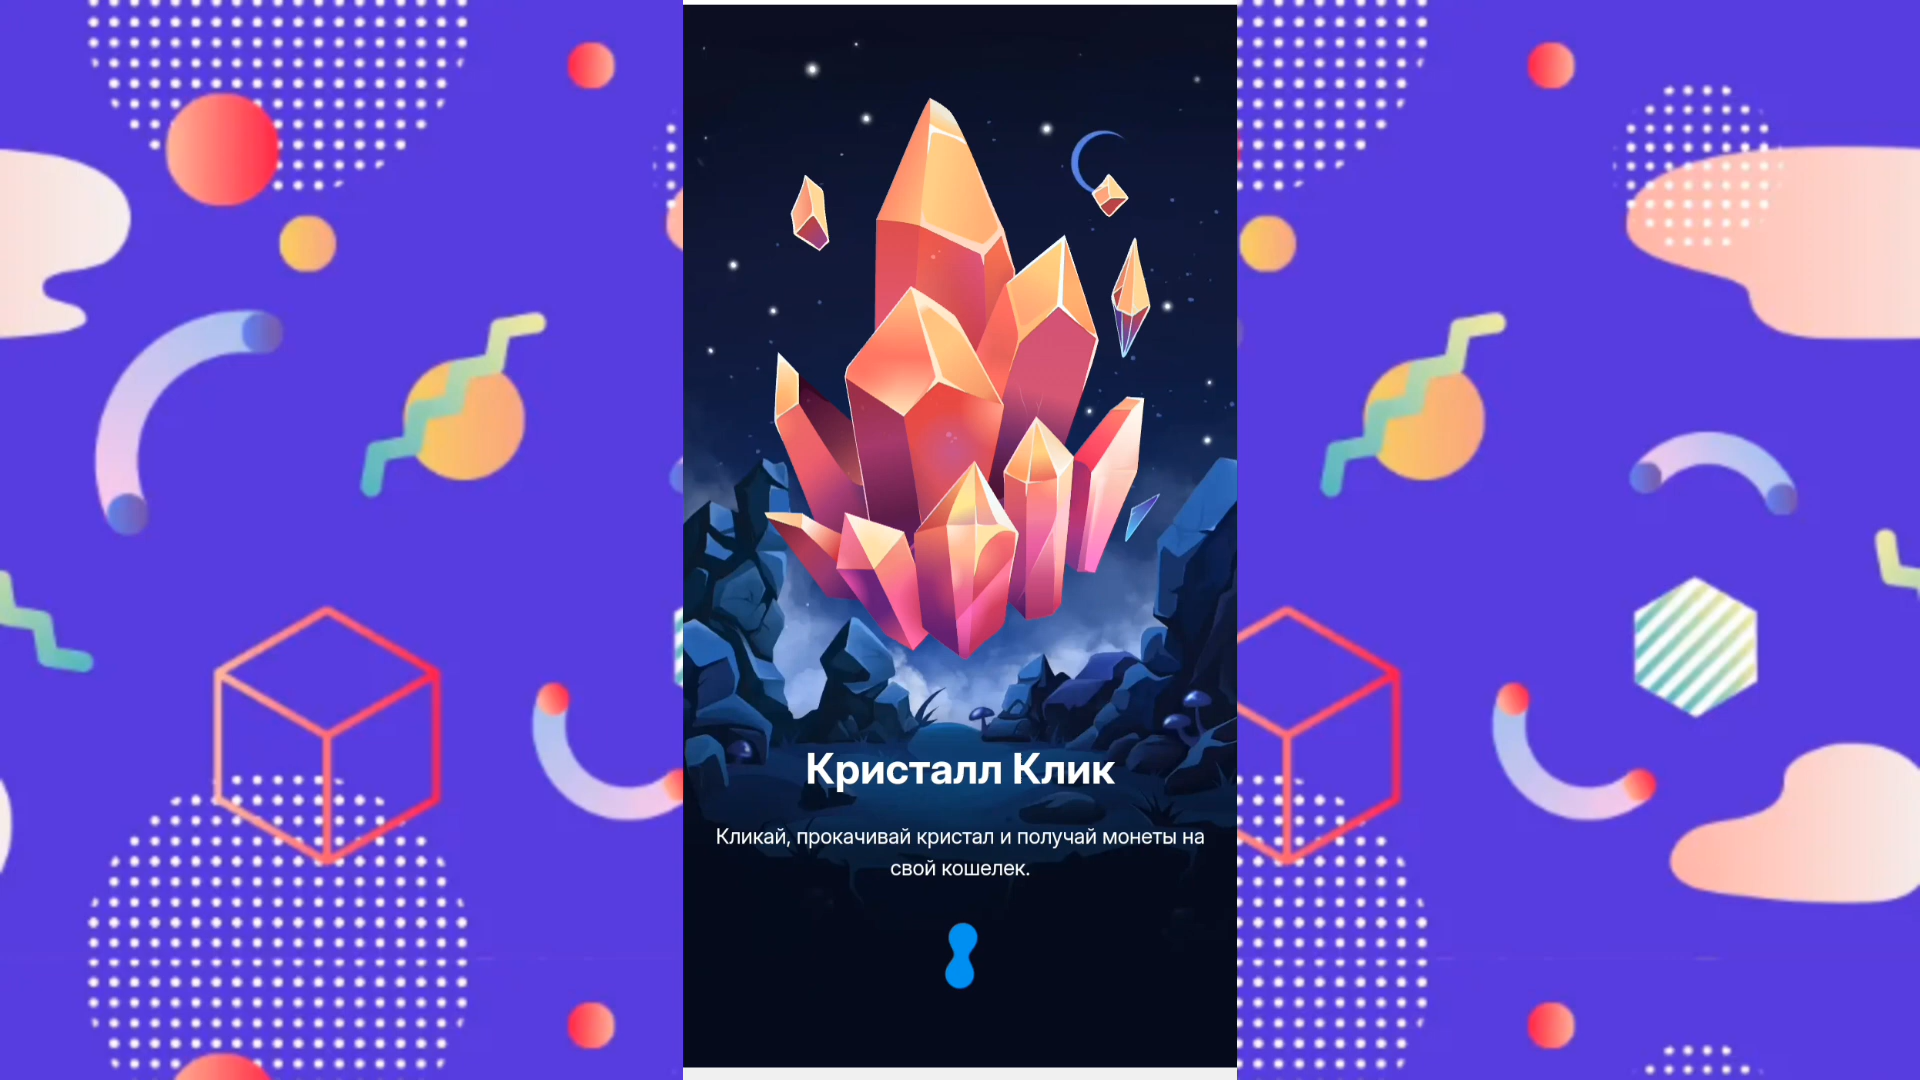 Кристалл Клик
Кликай, прокачивай кристал и получай монеты на
свой кошелек.